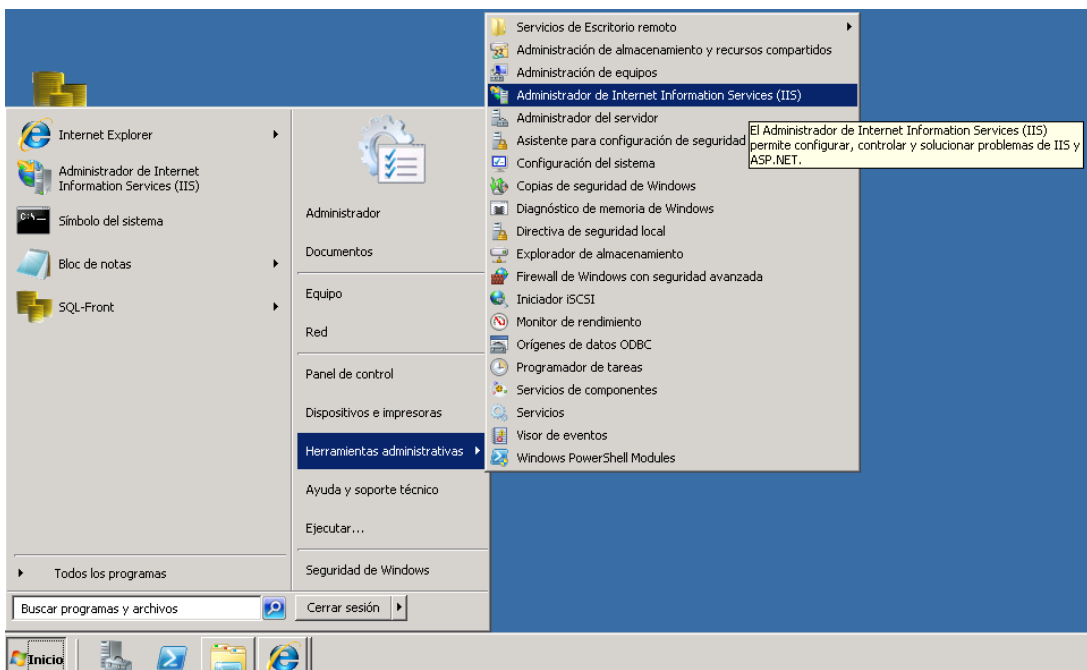 Internet Explorer
Administrador de Internet
Information Services (IIS)
Símbolo del sistema
Bloc de notas
SQL-Front
Todos los programas
Buscar programas y archivos
Administrador
Documentos
Equipo
Red
Panel de control
Dispositivos e impresoras
Herramientas administrativas
Ayuda y soporte técnico
Ejecutar...
Seguridad de Windows
Cerrar sesión
Servicios de Escritorio remoto
Administración de almacenamiento y recursos compartidos
Administración de equipos
Administrador de Internet Information Services (IIS)
Administrador del servidor
Asistente para configuración de seguridad
Configuración del sistema
Copias de seguridad de Windows
Diagnóstico de memoria de Windows
Directiva de seguridad local
Explorador de almacenamiento
Firewall de Windows con seguridad avanzada
Iniciador iSCSI
Monitor de rendimiento
Orígenes de datos ODBC
Programador de tareas
Servicios de componentes
Servicios
Visor de eventos
Windows PowerShell Modules
El Administrador de Internet Information Services (IIS)
permite configurar, controlar y solucionar problemas de IIS y
ASP.NET.
Inicio